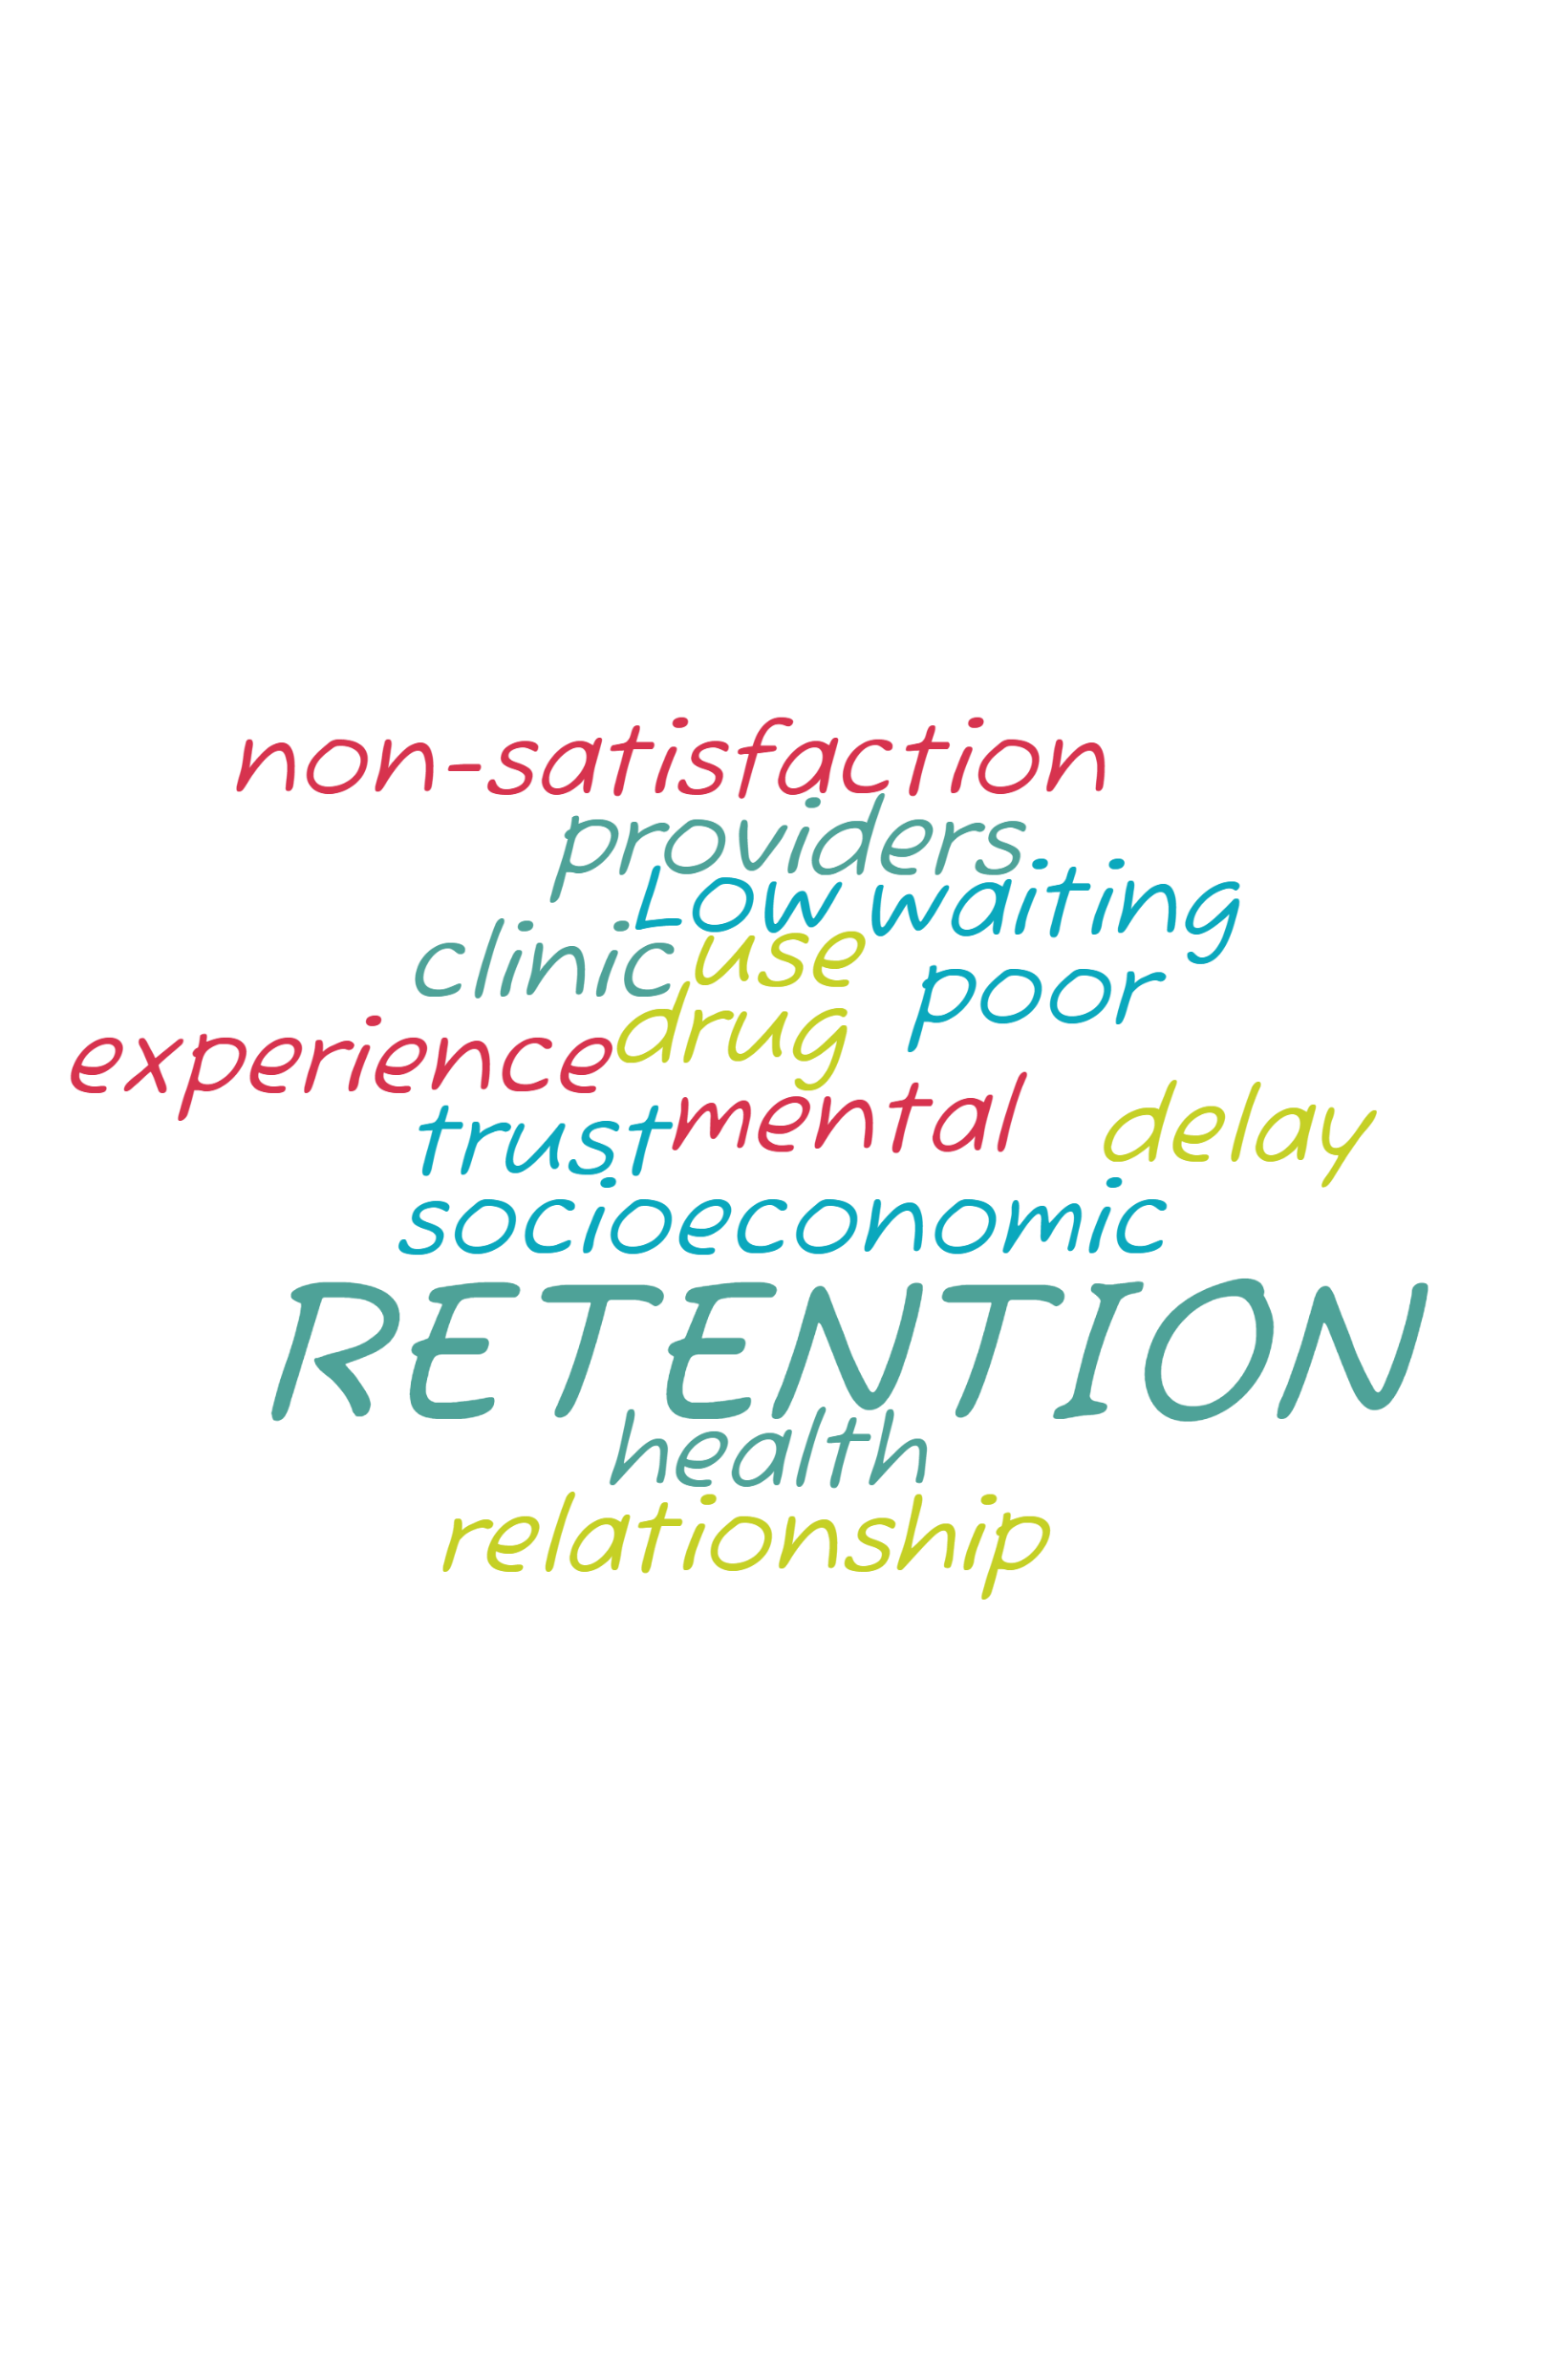 non-satisfaction
providers
Low waiting
clinic use
poor
experience drug
trust mental delay
socioeconomic
RETENTION
health
relationship